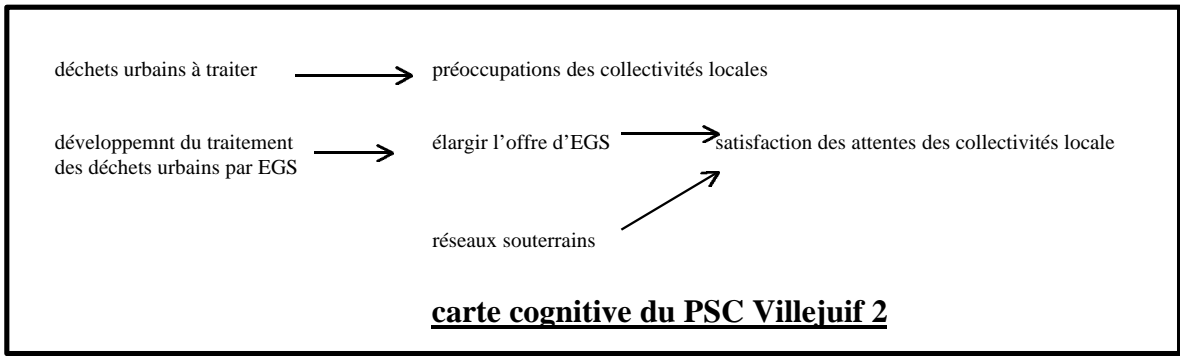 déchets urbains à traiter préoccupations des collectivités locales
développemnt du traitement élargir l'offre d'EGS satisfaction des attentes des collectivités locale
des déchets urbains par EGS
réseaux souterrains
carte cognitive du PSC Villejuif 2